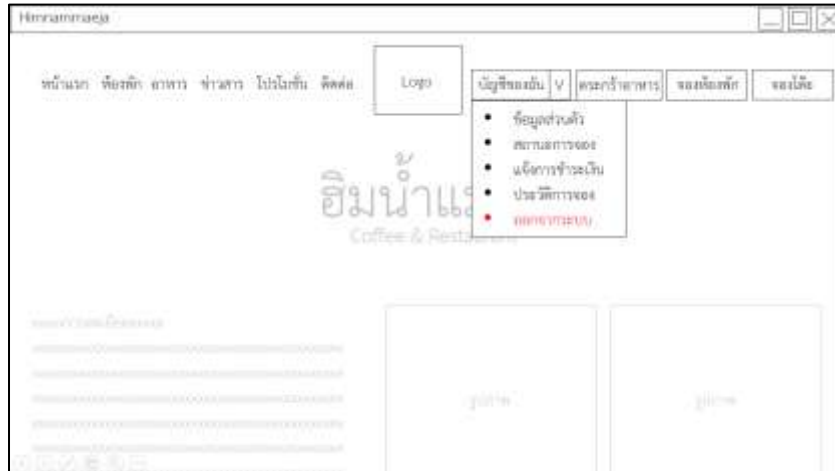 Himnammaeja
หน้าแรก ห้องพัก อาหาร ข่าวสาร โปรโมชั่น ติดต่อ Logo บัญชีของฉัน V ตระกร้าอาหาร จองห้องพัก จองโต๊ะ
ข้อมูลส่วนตัว
สถานะการจอง
แจ้งการชำระเงิน
ประวัติการจอง
ออกจากระบบ
ฮิมน้ำแ
Coffee & Rest
รูปภาพ รูปภาพ